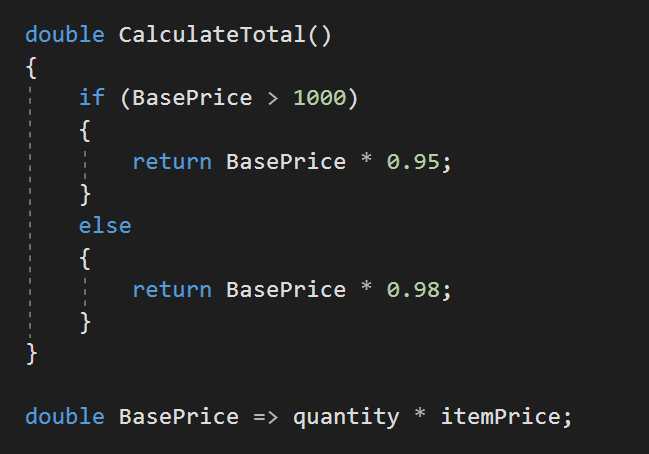 double CalculateTotal()
{
    if (BasePrice > 1000)
    {
        return BasePrice * 0.95;
    }
    else
    {
        return BasePrice * 0.98;
    }
}

double BasePrice => quantity * itemPrice;